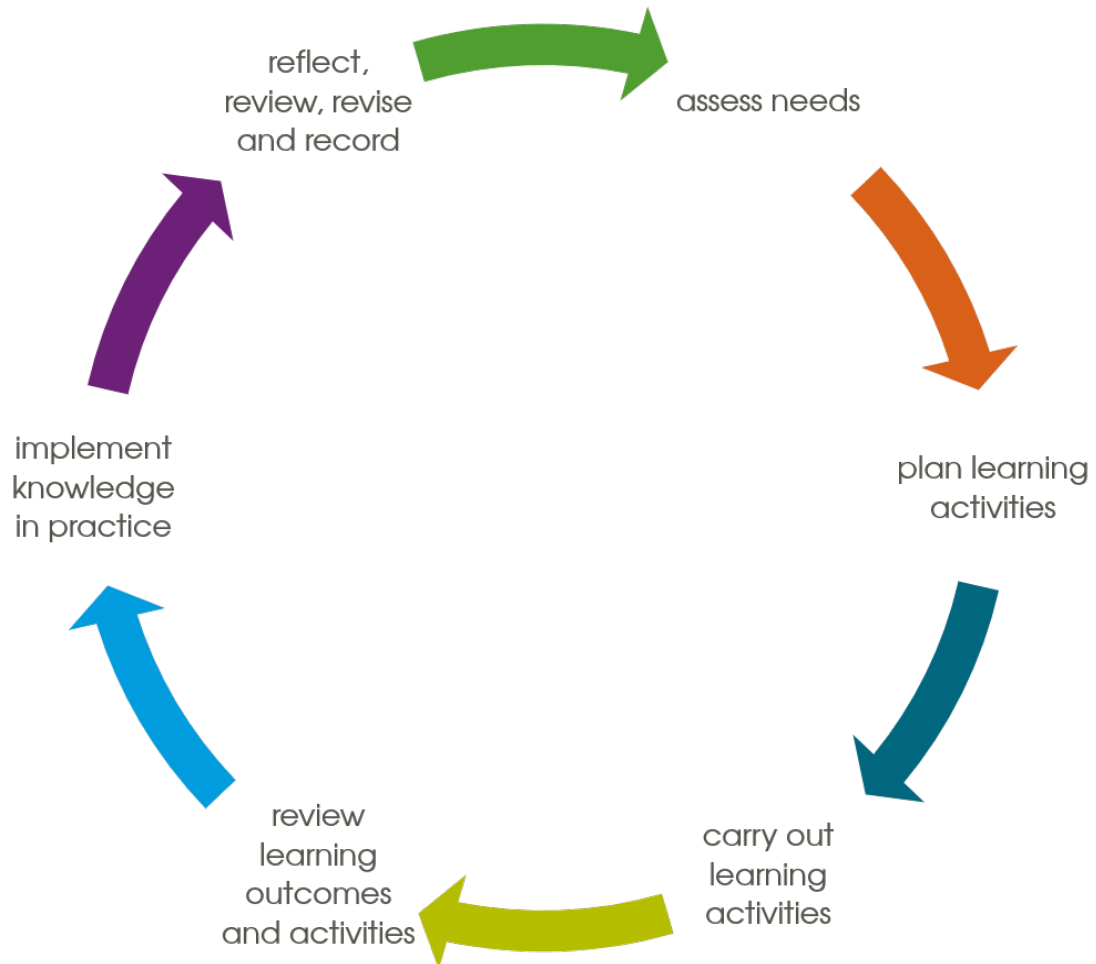 reflect,
review, revise
and record
assess needs
plan learning
activities
carry out
learning
activities
review
learning
outcomes
and activities
implement
knowledge
in practice